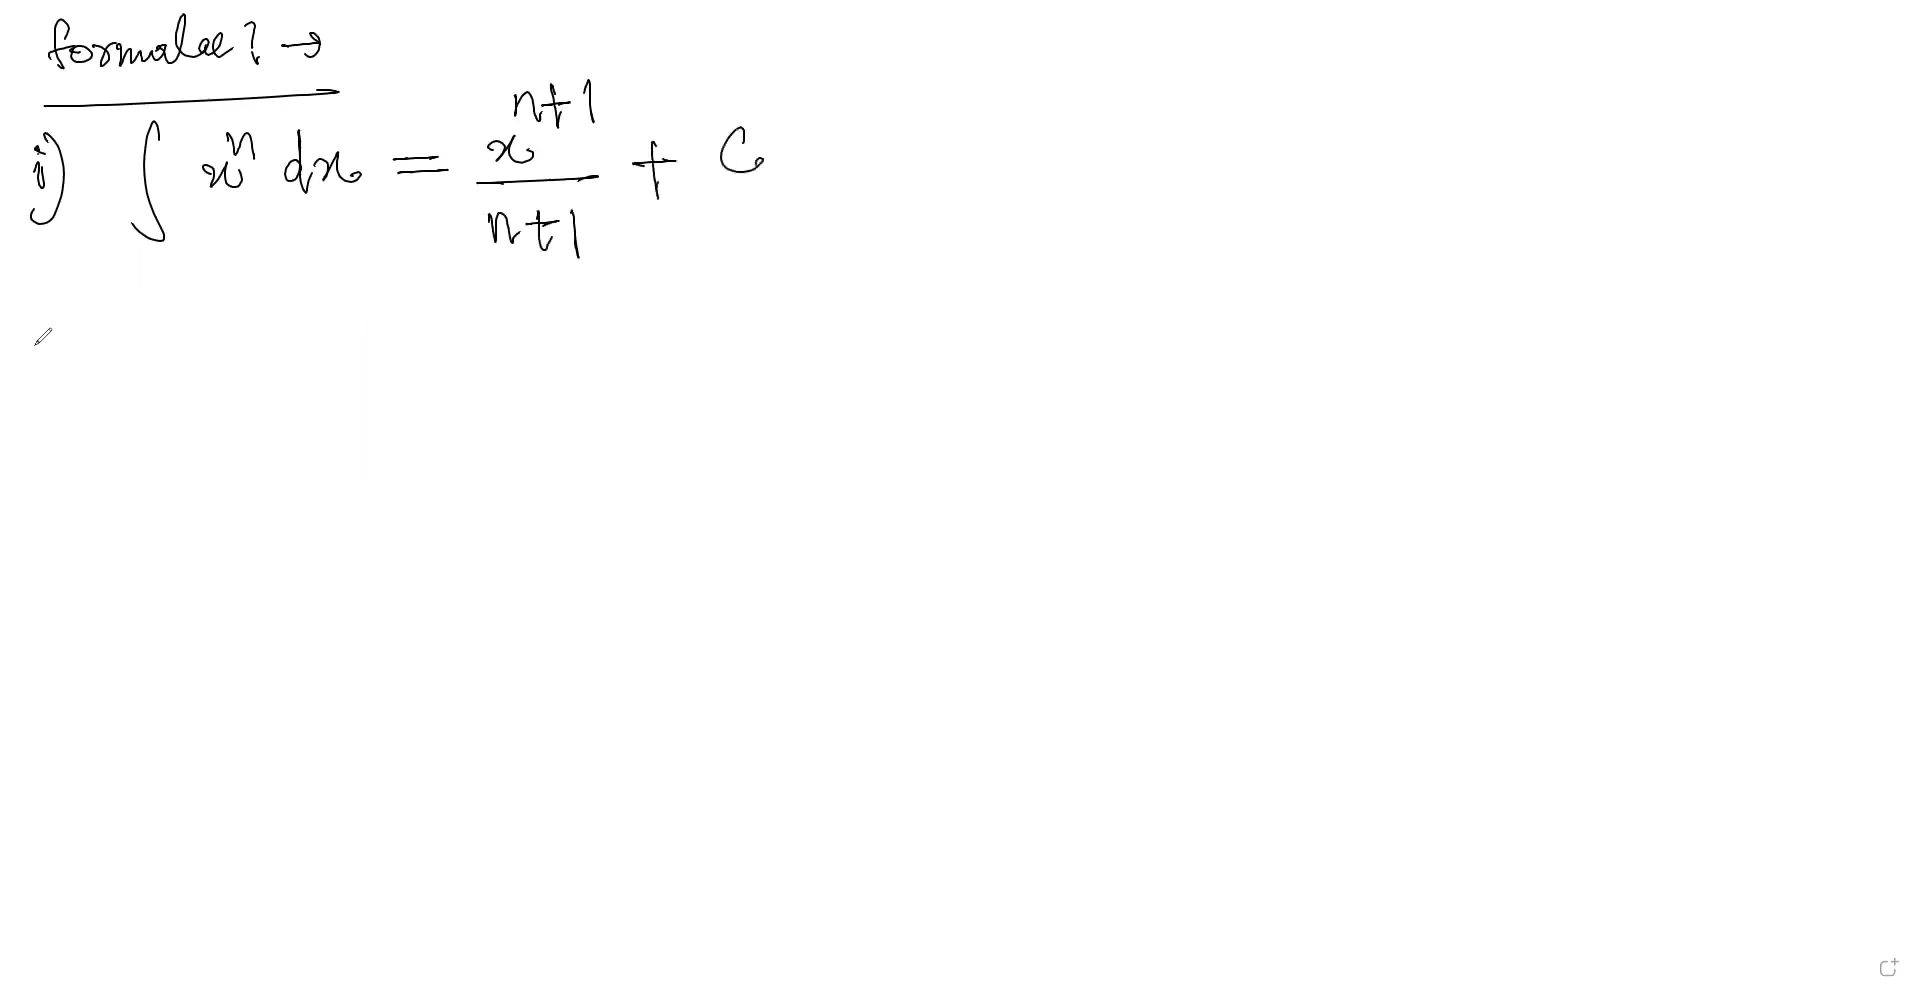 formulae? →
i) ∫ xⁿ dx = xⁿ⁺¹/n+1 + C